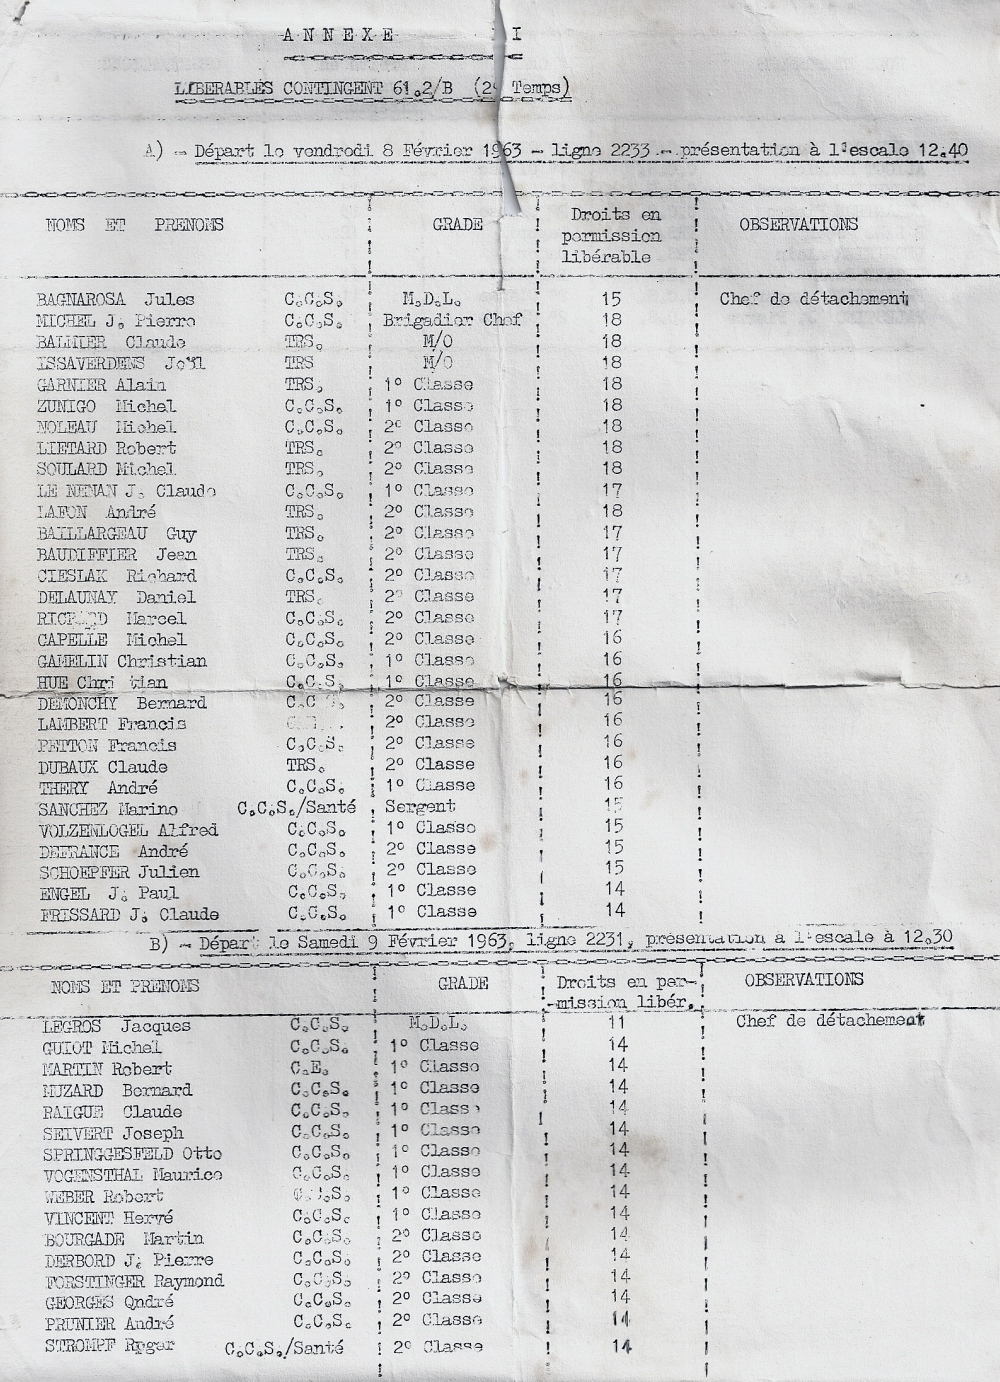 ANNEXE I
LIBERABLES CONTINGENT 61.2/B (2e Temps)
A) - Départ le vendredi 8 Février 1963 - ligne 2233 - présentation à l'escale 12.40
NOMS ET PRENOMS GRADE Droits en permission libérable OBSERVATIONS
BAGNAROSA Jules C.C.S. M.D.L. 15 Chef de détachement
MICHEL J. Pierre C.C.S. Brigadier Chef 18
BALMIER Claude TRS. M/O 18
ISSAVERDENS Joël TRS M/O 18
GARNIER Alain TRS. 1° Classe 18
ZUNIGO Michel C.C.S. 1° Classe 18
NOLEAU Michel C.C.S. 2° Classe 18
LIETARD Robert TRS. 2° Classe 18
SOULARD Michel TRS. 2° Classe 18
LE NINAN J. Claude C.C.S. 1° Classe 17
LAFON André TRS. 2° Classe 18
BAILLARGEAU Guy TRS. 2° Classe 17
BAUDIFFIER Jean TRS. 2° Classe 17
CIESLAK Richard C.C.S. 2° Classe 17
DELAUNAY Daniel TRS. 2° Classe 17
Marcel C.C.S. 2° Classe 17
CAPELLE Michel C.C.S. 2° Classe 16
GAMELIN Christian C.C.S. 1° Classe 16
HUE Chri tian C.C.S. 1° Classe 16
DEMONCHY Bernard C.C 2° Classe 16
LAMBERT Francis 2° Classe 16
PETTON Francis C.C.S. 2° Classe 16
DUBAUX Claude TRS. 2° Classe 16
THERY André C.C.S. 1° Classe 16
SANCHEZ Marino C.C.S./Santé Sergent 15
VOLZENLOGEL Alfred C.C.S. 1° Classe 15
DEFRANCE André C.C.S. 2° Classe 15
SCHOEPFER Julien C.C.S. 2° Classe 15
ENGEL J. Paul C.C.S. 1° Classe 14
FRISSARD J. Claude C.C.S. 1° Classe 14
B) - Départ le Samedi 9 Février 1963, ligne 2231, présentation à l'escale à 12.30
NOMS ET PRENOMS GRADE Droits en per--mission libér. OBSERVATIONS
LEGROS Jacques C.C.S. M.D.L. 11 Chef de détachement
GUIOT Michel C.C.S. 1° Classe 14
MARTIN Robert C.E. 1° Classe 14
MUZARD Bernard C.C.S. 1° Classe 14
RAIGUE Claude C.C.S. 1° Classe 14
SEIVERT Joseph C.C.S. 1° Classe 14
SPRINGGESFELD Otto C.C.S. 1° Classe 14
VOGENSTHAL Maurice C.C.S. 1° Classe 14
WEBER Robert C.C.S. 1° Classe 14
VINCENT Hervé C.C.S. 1° Classe 14
BOURGADE Martin C.C.S. 2° Classe 14
DERBORD J. Pierre C.C.S. 2° Classe 14
FORSTINGER Raymond C.C.S. 2° Classe 14
GEORGES Qndré C.C.S. 2° Classe 14
PRUNIER André C.C.S. 2° Classe 14
STROMPF Rpger C.C.S./Santé 2° Classe 14